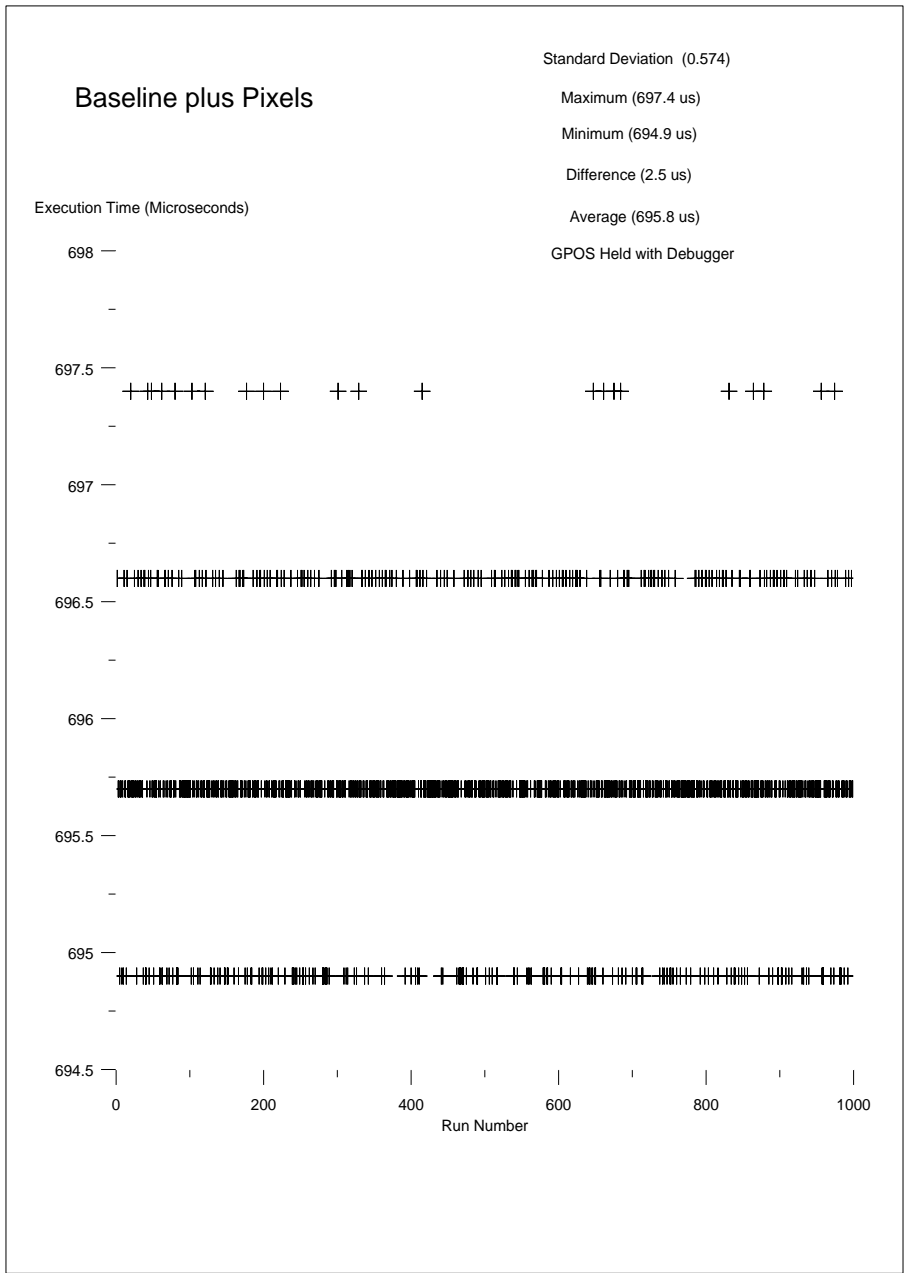 Standard Deviation (0.574)
Baseline plus Pixels
Maximum (697.4 us)
Minimum (694.9 us)
Difference (2.5 us)
Execution Time (Microseconds)
Average (695.8 us)
GPOS Held with Debugger
698
697.5
697
696.5
696
695.5
695
694.5
0 200 400 600 800 1000
Run Number